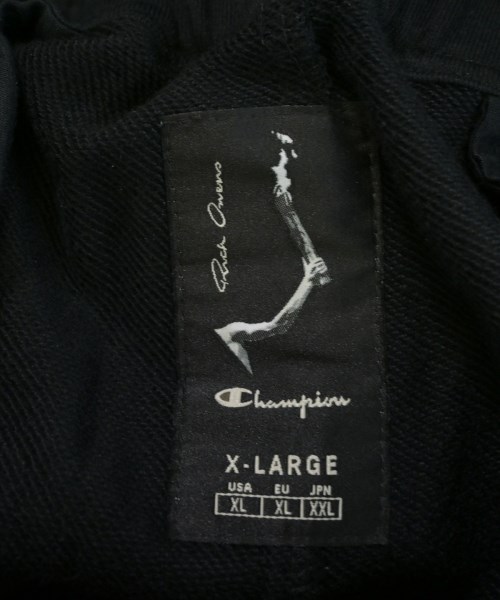 Rick Owens
Champion
X-LARGE
USA EU JPN
XL XL XXL